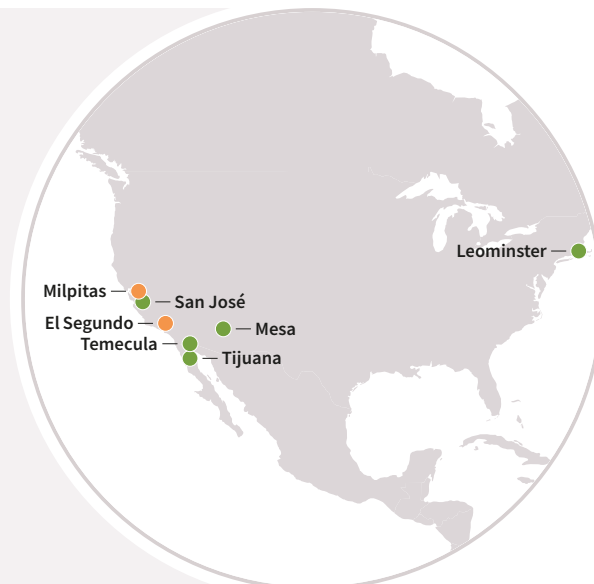 Leominster
Milpitas
San José
El Segundo
Mesa
Temecula
Tijuana